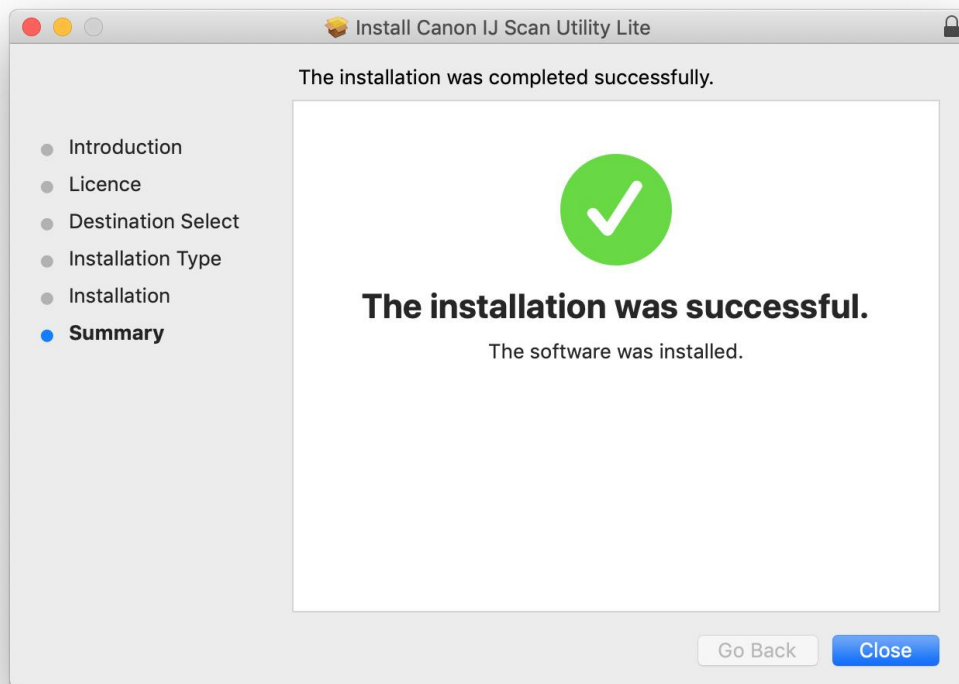 Install Canon IJ Scan Utility Lite
The installation was completed successfully.
Introduction
Licence
Destination Select
Installation Type
Installation
Summary
The installation was successful.
The software was installed.
Go Back
Close